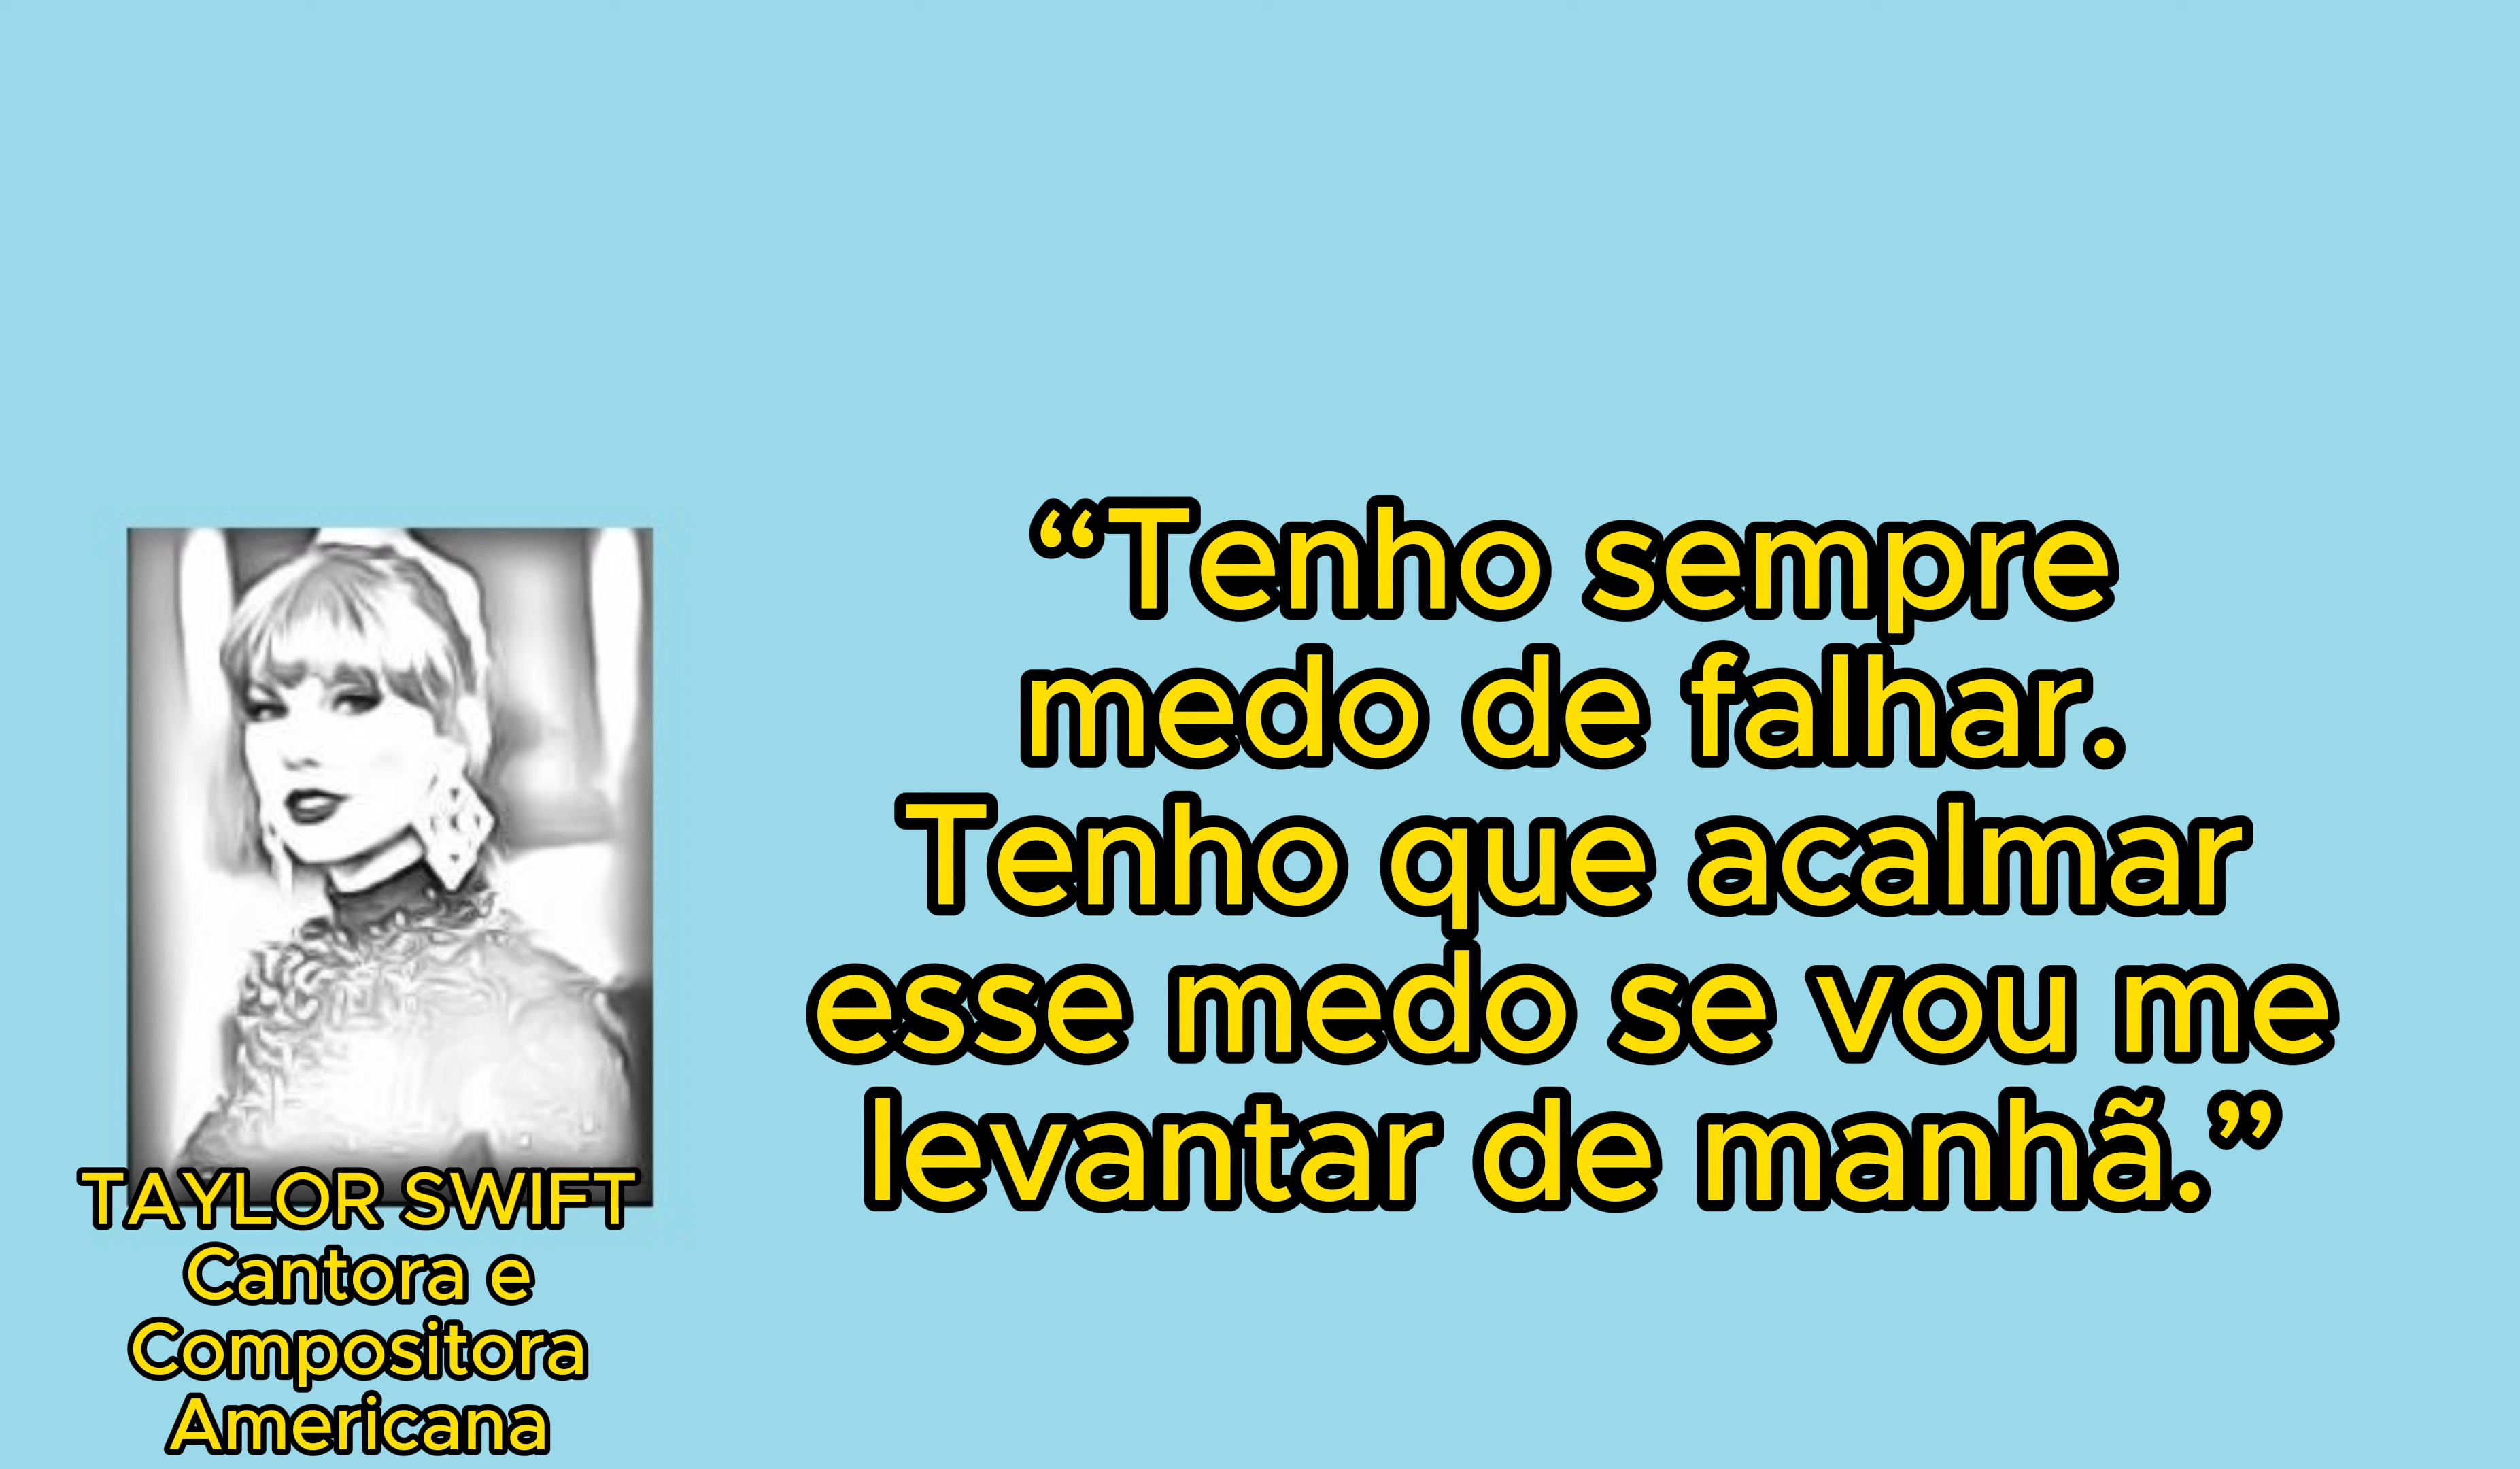 “Tenho sempre
medo de falhar.
Tenho que acalmar
esse medo se vou me
levantar de manhã.”
TAYLOR SWIFT
Cantora e
Compositora
Americana